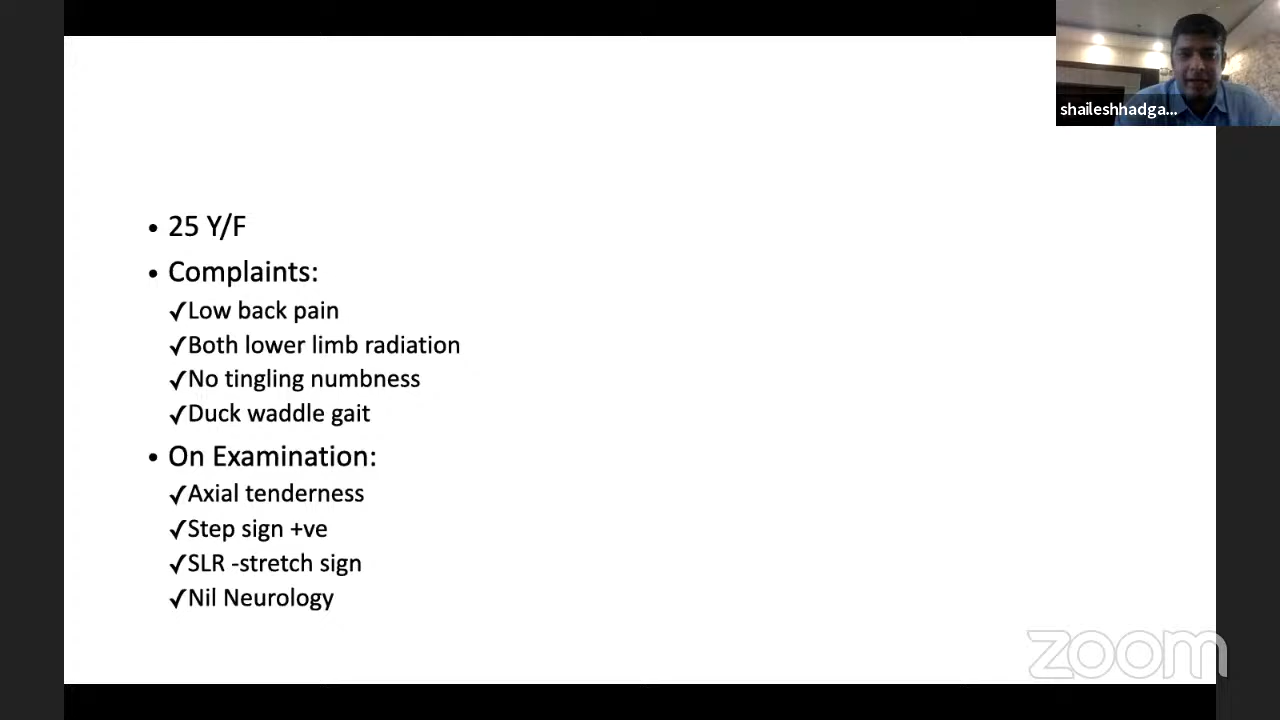 shaileshhadga...
• 25 Y/F
• Complaints:
✓Low back pain
✓Both lower limb radiation
✓No tingling numbness
✓Duck waddle gait
• On Examination:
✓Axial tenderness
✓Step sign +ve
✓SLR -stretch sign
✓Nil Neurology
zoom